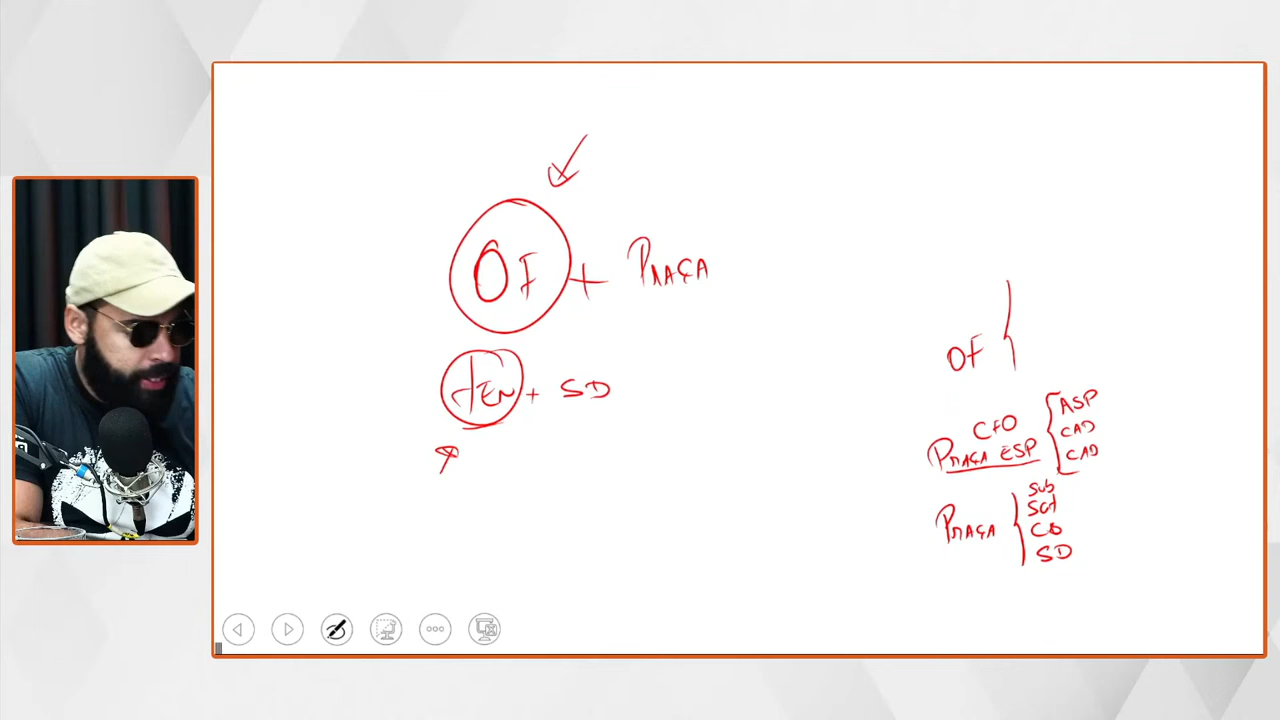 OF + PRAÇA
TEN + SD
OF
CFO
PRAÇA ESP
ASP
CAD
CAD
PRAÇA
SUB
SGT
CB
SD